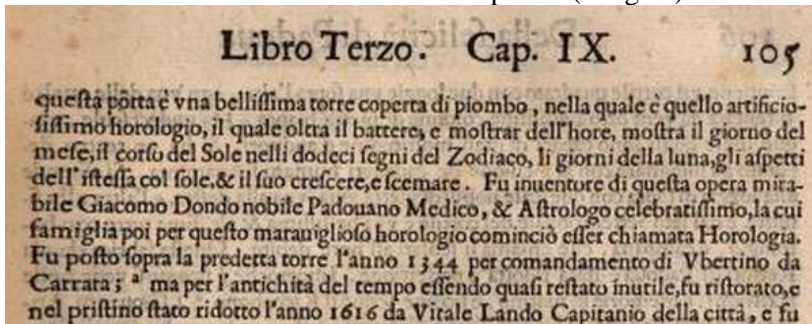 Libro Terzo. Cap. IX. 105
queſta porta è vna belliſſima torre coperta di piombo, nella quale è quello artificio-
ſiſſimo horologio, il quale oltra il battere, e moſtrar dell'hore, moſtra il giorno del
meſe, il corſo del Sole nelli dodeci ſegni del Zodiaco, li giorni della luna, gli aſpetti
dell'iſteſſa col ſole, & il ſuo creſcere, e ſcemare. Fu inuentore di queſta opera mira-
bile Giacomo Dondo nobile Padouano Medico, & Aſtrologo celebratiſſimo, la cui
famiglia poi per queſto marauiglioſo horologio cominciò eſſer chiamata Horologia.
Fu poſto ſopra la predetta torre l'anno 1344 per comandamento di Vbertino da
Carrara; ª ma per l'antichità del tempo eſſendo quaſi reſtato inutile, fu riſtorato, e
nel priſtino ſtato ridotto l'anno 1616 da Vitale Lando Capitanio della città, e fu